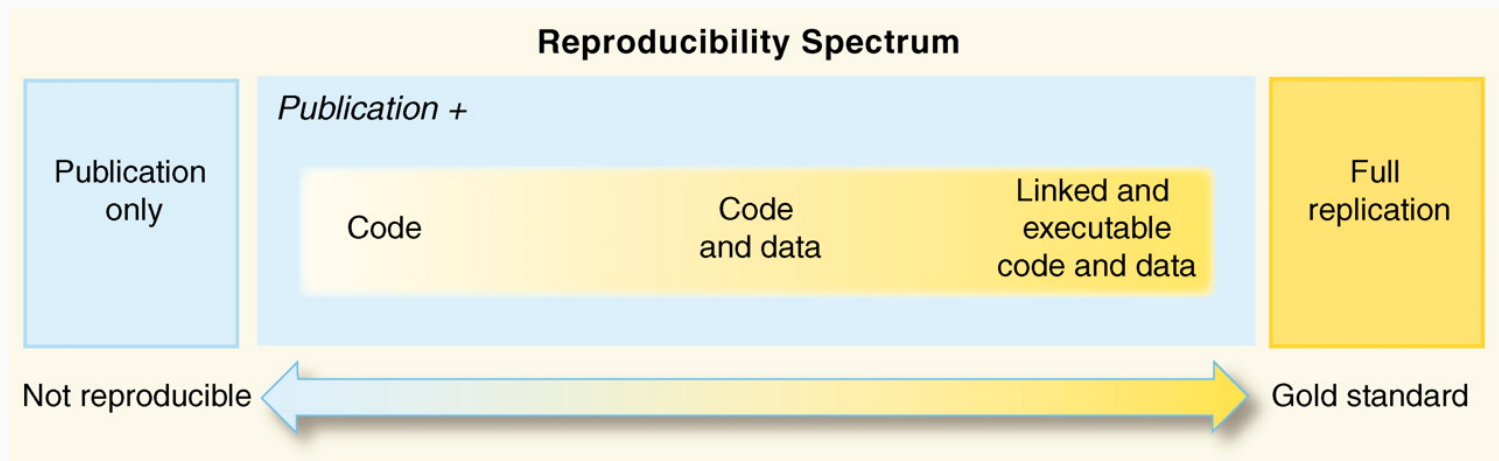 Reproducibility Spectrum
Publication
only
Publication +
Code
Code
and data
Linked and
executable
code and data
Full
replication
Not reproducible
Gold standard